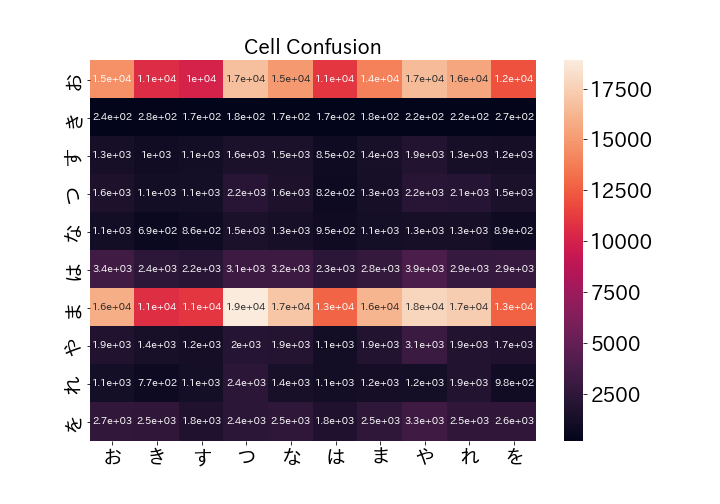 Cell Confusion
お 1.5e+04 1.1e+04 1e+04 1.7e+04 1.5e+04 1.1e+04 1.4e+04 1.7e+04 1.6e+04 1.2e+04
き 2.4e+02 2.8e+02 1.7e+02 1.8e+02 1.7e+02 1.7e+02 1.8e+02 2.2e+02 2.2e+02 2.7e+02
す 1.3e+03 1e+03 1.1e+03 1.6e+03 1.5e+03 8.5e+02 1.4e+03 1.9e+03 1.3e+03 1.2e+03
つ 1.6e+03 1.1e+03 1.1e+03 2.2e+03 1.6e+03 8.2e+02 1.3e+03 2.2e+03 2.1e+03 1.5e+03
な 1.1e+03 6.9e+02 8.6e+02 1.5e+03 1.3e+03 9.5e+02 1.1e+03 1.3e+03 1.3e+03 8.9e+02
は 3.4e+03 2.4e+03 2.2e+03 3.1e+03 3.2e+03 2.3e+03 2.8e+03 3.9e+03 2.9e+03 2.9e+03
ま 1.6e+04 1.1e+04 1.1e+04 1.9e+04 1.7e+04 1.3e+04 1.6e+04 1.8e+04 1.7e+04 1.3e+04
や 1.9e+03 1.4e+03 1.2e+03 2e+03 1.9e+03 1.1e+03 1.9e+03 3.1e+03 1.9e+03 1.7e+03
れ 1.1e+03 7.7e+02 1.1e+03 2.4e+03 1.4e+03 1.1e+03 1.2e+03 1.2e+03 1.9e+03 9.8e+02
を 2.7e+03 2.5e+03 1.8e+03 2.4e+03 2.5e+03 1.8e+03 2.5e+03 3.3e+03 2.5e+03 2.6e+03
お き す つ な は ま や れ を
17500
15000
12500
10000
7500
5000
2500